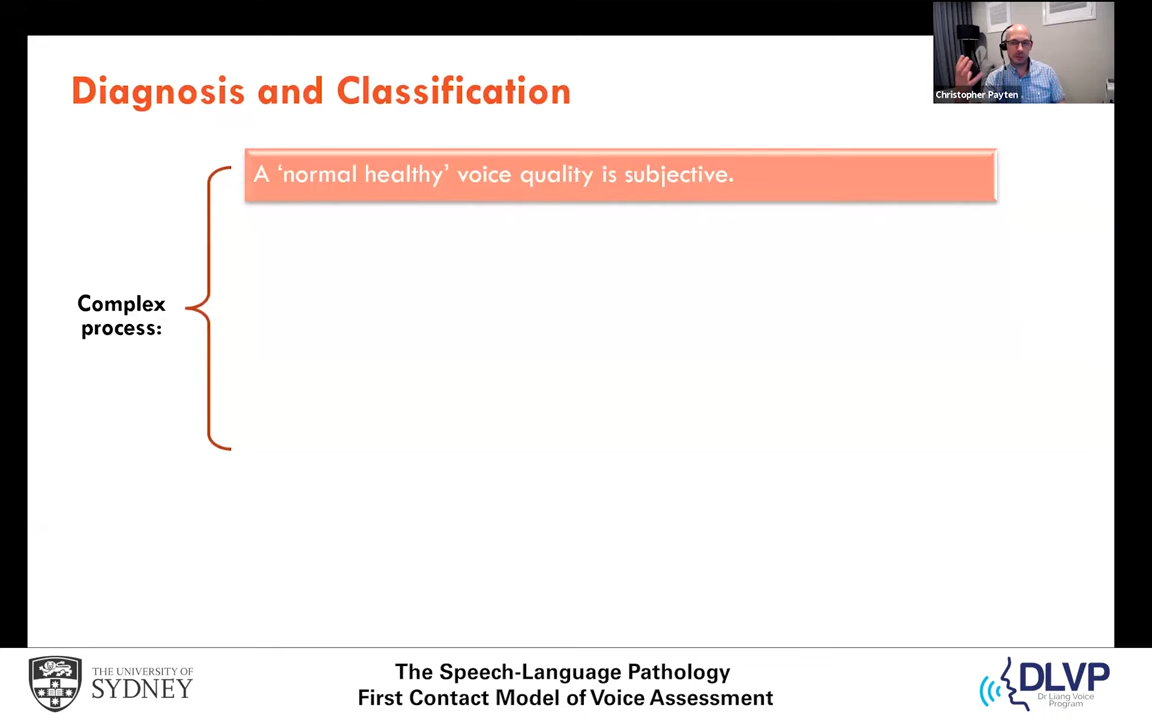 Diagnosis and Classification
Christopher Payten
A ‘normal healthy’ voice quality is subjective.
Complex
process:
THE UNIVERSITY OF
SYDNEY
The Speech-Language Pathology
First Contact Model of Voice Assessment
DLVP
Dr Liang Voice
Program